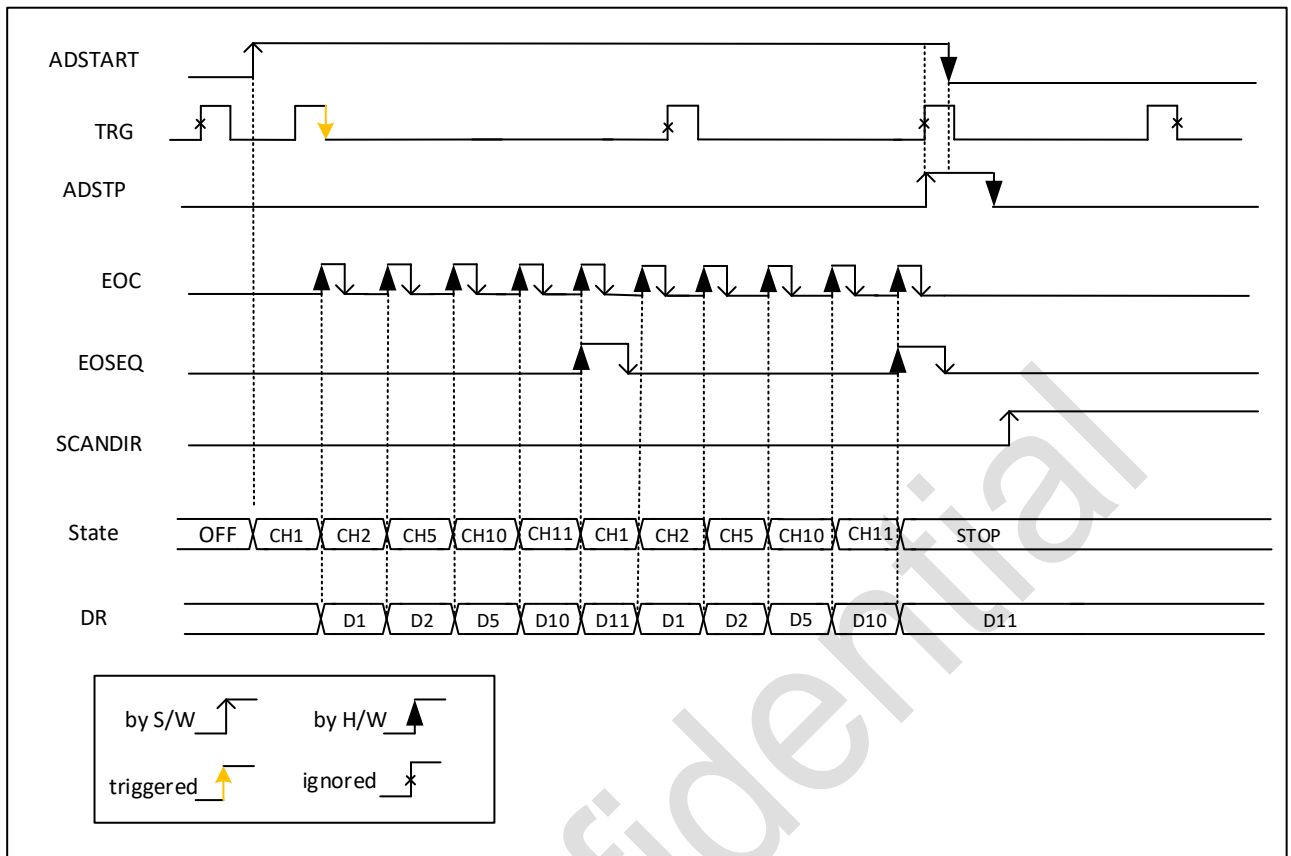 ADSTART
TRG
ADSTP
EOC
EOSEQ
SCANDIR
State OFF CH1 CH2 CH5 CH10 CH11 CH1 CH2 CH5 CH10 CH11 STOP
DR D1 D2 D5 D10 D11 D1 D2 D5 D10 D11
by S/W by H/W
triggered ignored
fidential